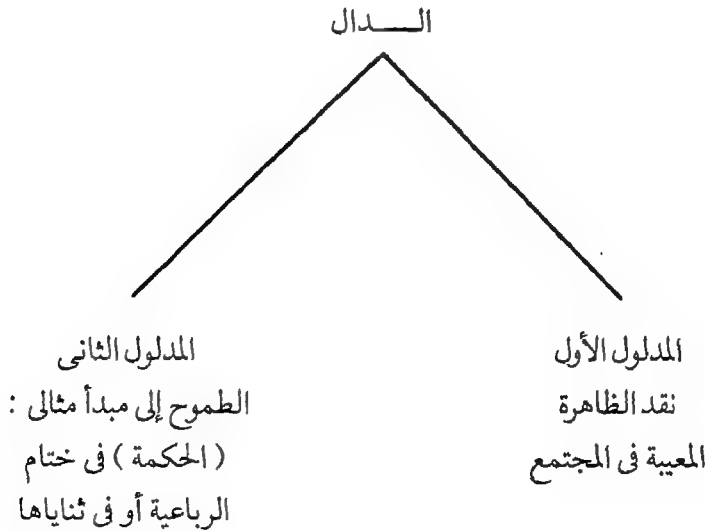 الـــدال
المدلول الأول
نقد الظاهرة
المعيبة فى المجتمع
المدلول الثانى
الطموح إلى مبدأ مثالى :
( الحكمة ) فى ختام
الرباعية أو فى ثناياها